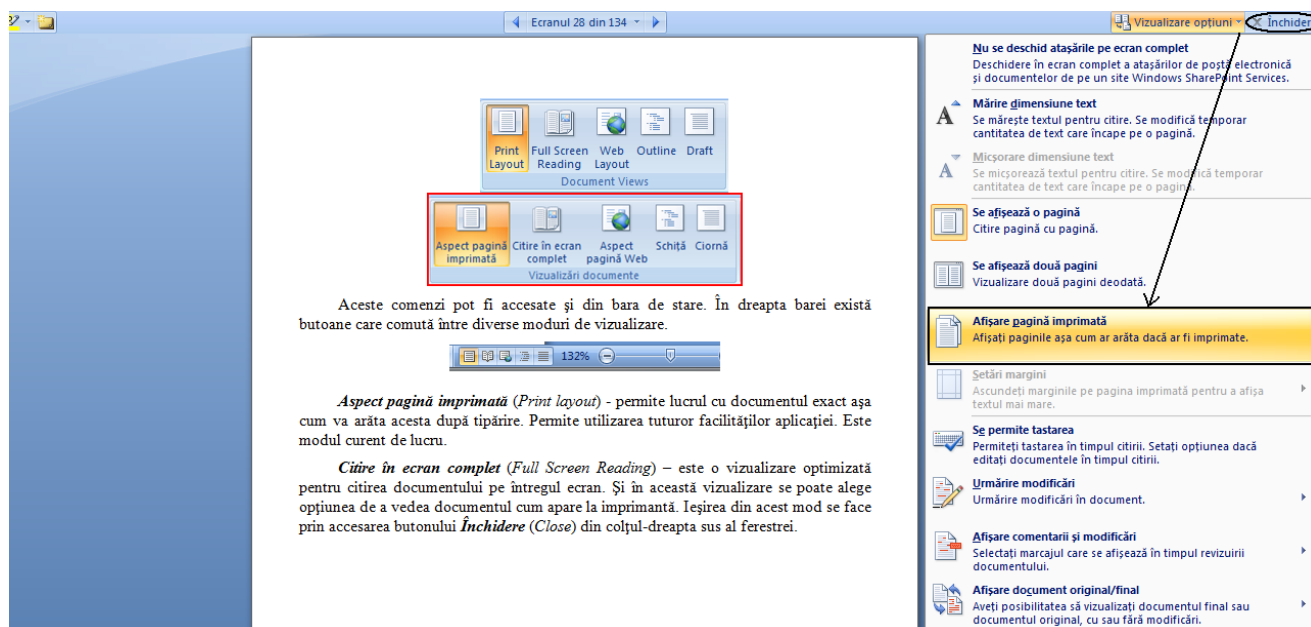 Ecranul 28 din 134
Vizualizare opțiuni
Închider
Print Layout
Full Screen Reading
Web Layout
Outline
Draft
Document Views
Aspect pagină imprimată
Citire în ecran complet
Aspect pagină Web
Schiță
Ciornă
Vizualizări documente
Aceste comenzi pot fi accesate şi din bara de stare. În dreapta barei există
butoane care comută între diverse moduri de vizualizare.
132%
Aspect pagină imprimată (Print layout) - permite lucrul cu documentul exact aşa
cum va arăta acesta după tipărire. Permite utilizarea tuturor facilităţilor aplicaţiei. Este
modul curent de lucru.
Citire în ecran complet (Full Screen Reading) – este o vizualizare optimizată
pentru citirea documentului pe întregul ecran. Şi în această vizualizare se poate alege
opţiunea de a vedea documentul cum apare la imprimantă. Ieşirea din acest mod se face
prin accesarea butonului Închidere (Close) din colţul-dreapta sus al ferestrei.
Nu se deschid atașările pe ecran complet
Deschidere în ecran complet a atașărilor de poștă electronică
și documentelor de pe un site Windows SharePoint Services.
Mărire dimensiune text
Se mărește textul pentru citire. Se modifică temporar
cantitatea de text care încape pe o pagină.
Micșorare dimensiune text
Se micșorează textul pentru citire. Se modifică temporar
cantitatea de text care încape pe o pagină.
Se afișează o pagină
Citire pagină cu pagină.
Se afișează două pagini
Vizualizare două pagini deodată.
Afișare pagină imprimată
Afișați paginile așa cum ar arăta dacă ar fi imprimate.
Setări margini
Ascundeți marginile pe pagina imprimată pentru a afișa
textul mai mare.
Se permite tastarea
Permiteți tastarea în timpul citirii. Setați opțiunea dacă
editați documentele în timpul citirii.
Urmărire modificări
Urmărire modificări în document.
Afișare comentarii și modificări
Selectați marcajul care se afișează în timpul revizuirii
documentului.
Afișare document original/final
Aveți posibilitatea să vizualizați documentul final sau
documentul original, cu sau fără modificări.